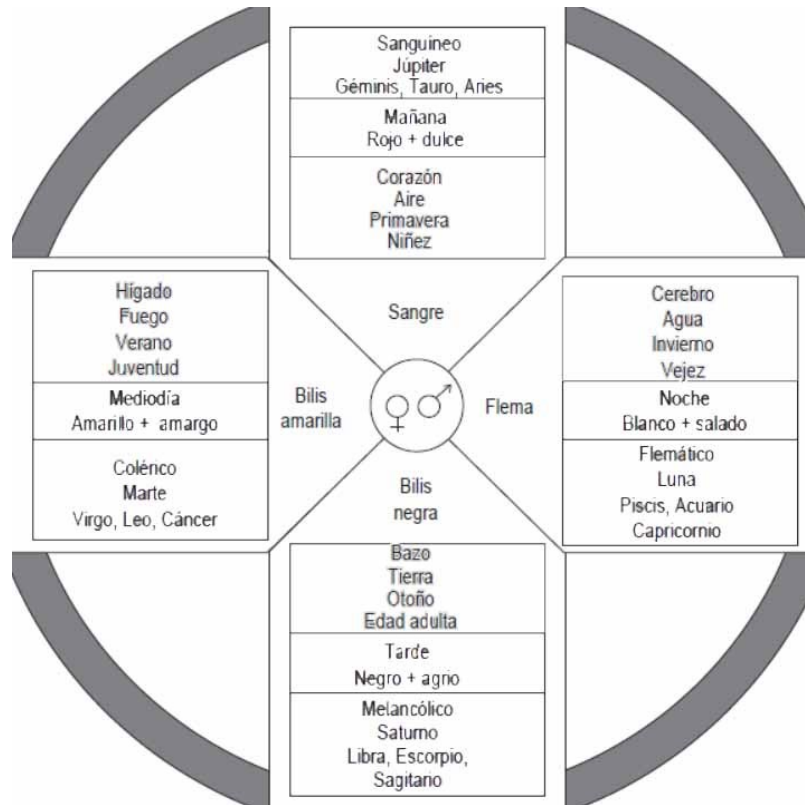 Sanguíneo
Júpiter
Géminis, Tauro, Aries
Mañana
Rojo + dulce
Corazón
Aire
Primavera
Niñez
Sangre
Hígado
Fuego
Verano
Juventud
Mediodía
Amarillo + amargo
Colérico
Marte
Virgo, Leo, Cáncer
Bilis
amarilla
♀ ♂
Flema
Cerebro
Agua
Invierno
Vejez
Noche
Blanco + salado
Flemático
Luna
Piscis, Acuario
Capricornio
Bilis
negra
Bazo
Tierra
Otoño
Edad adulta
Tarde
Negro + agrio
Melancólico
Saturno
Libra, Escorpio,
Sagitario